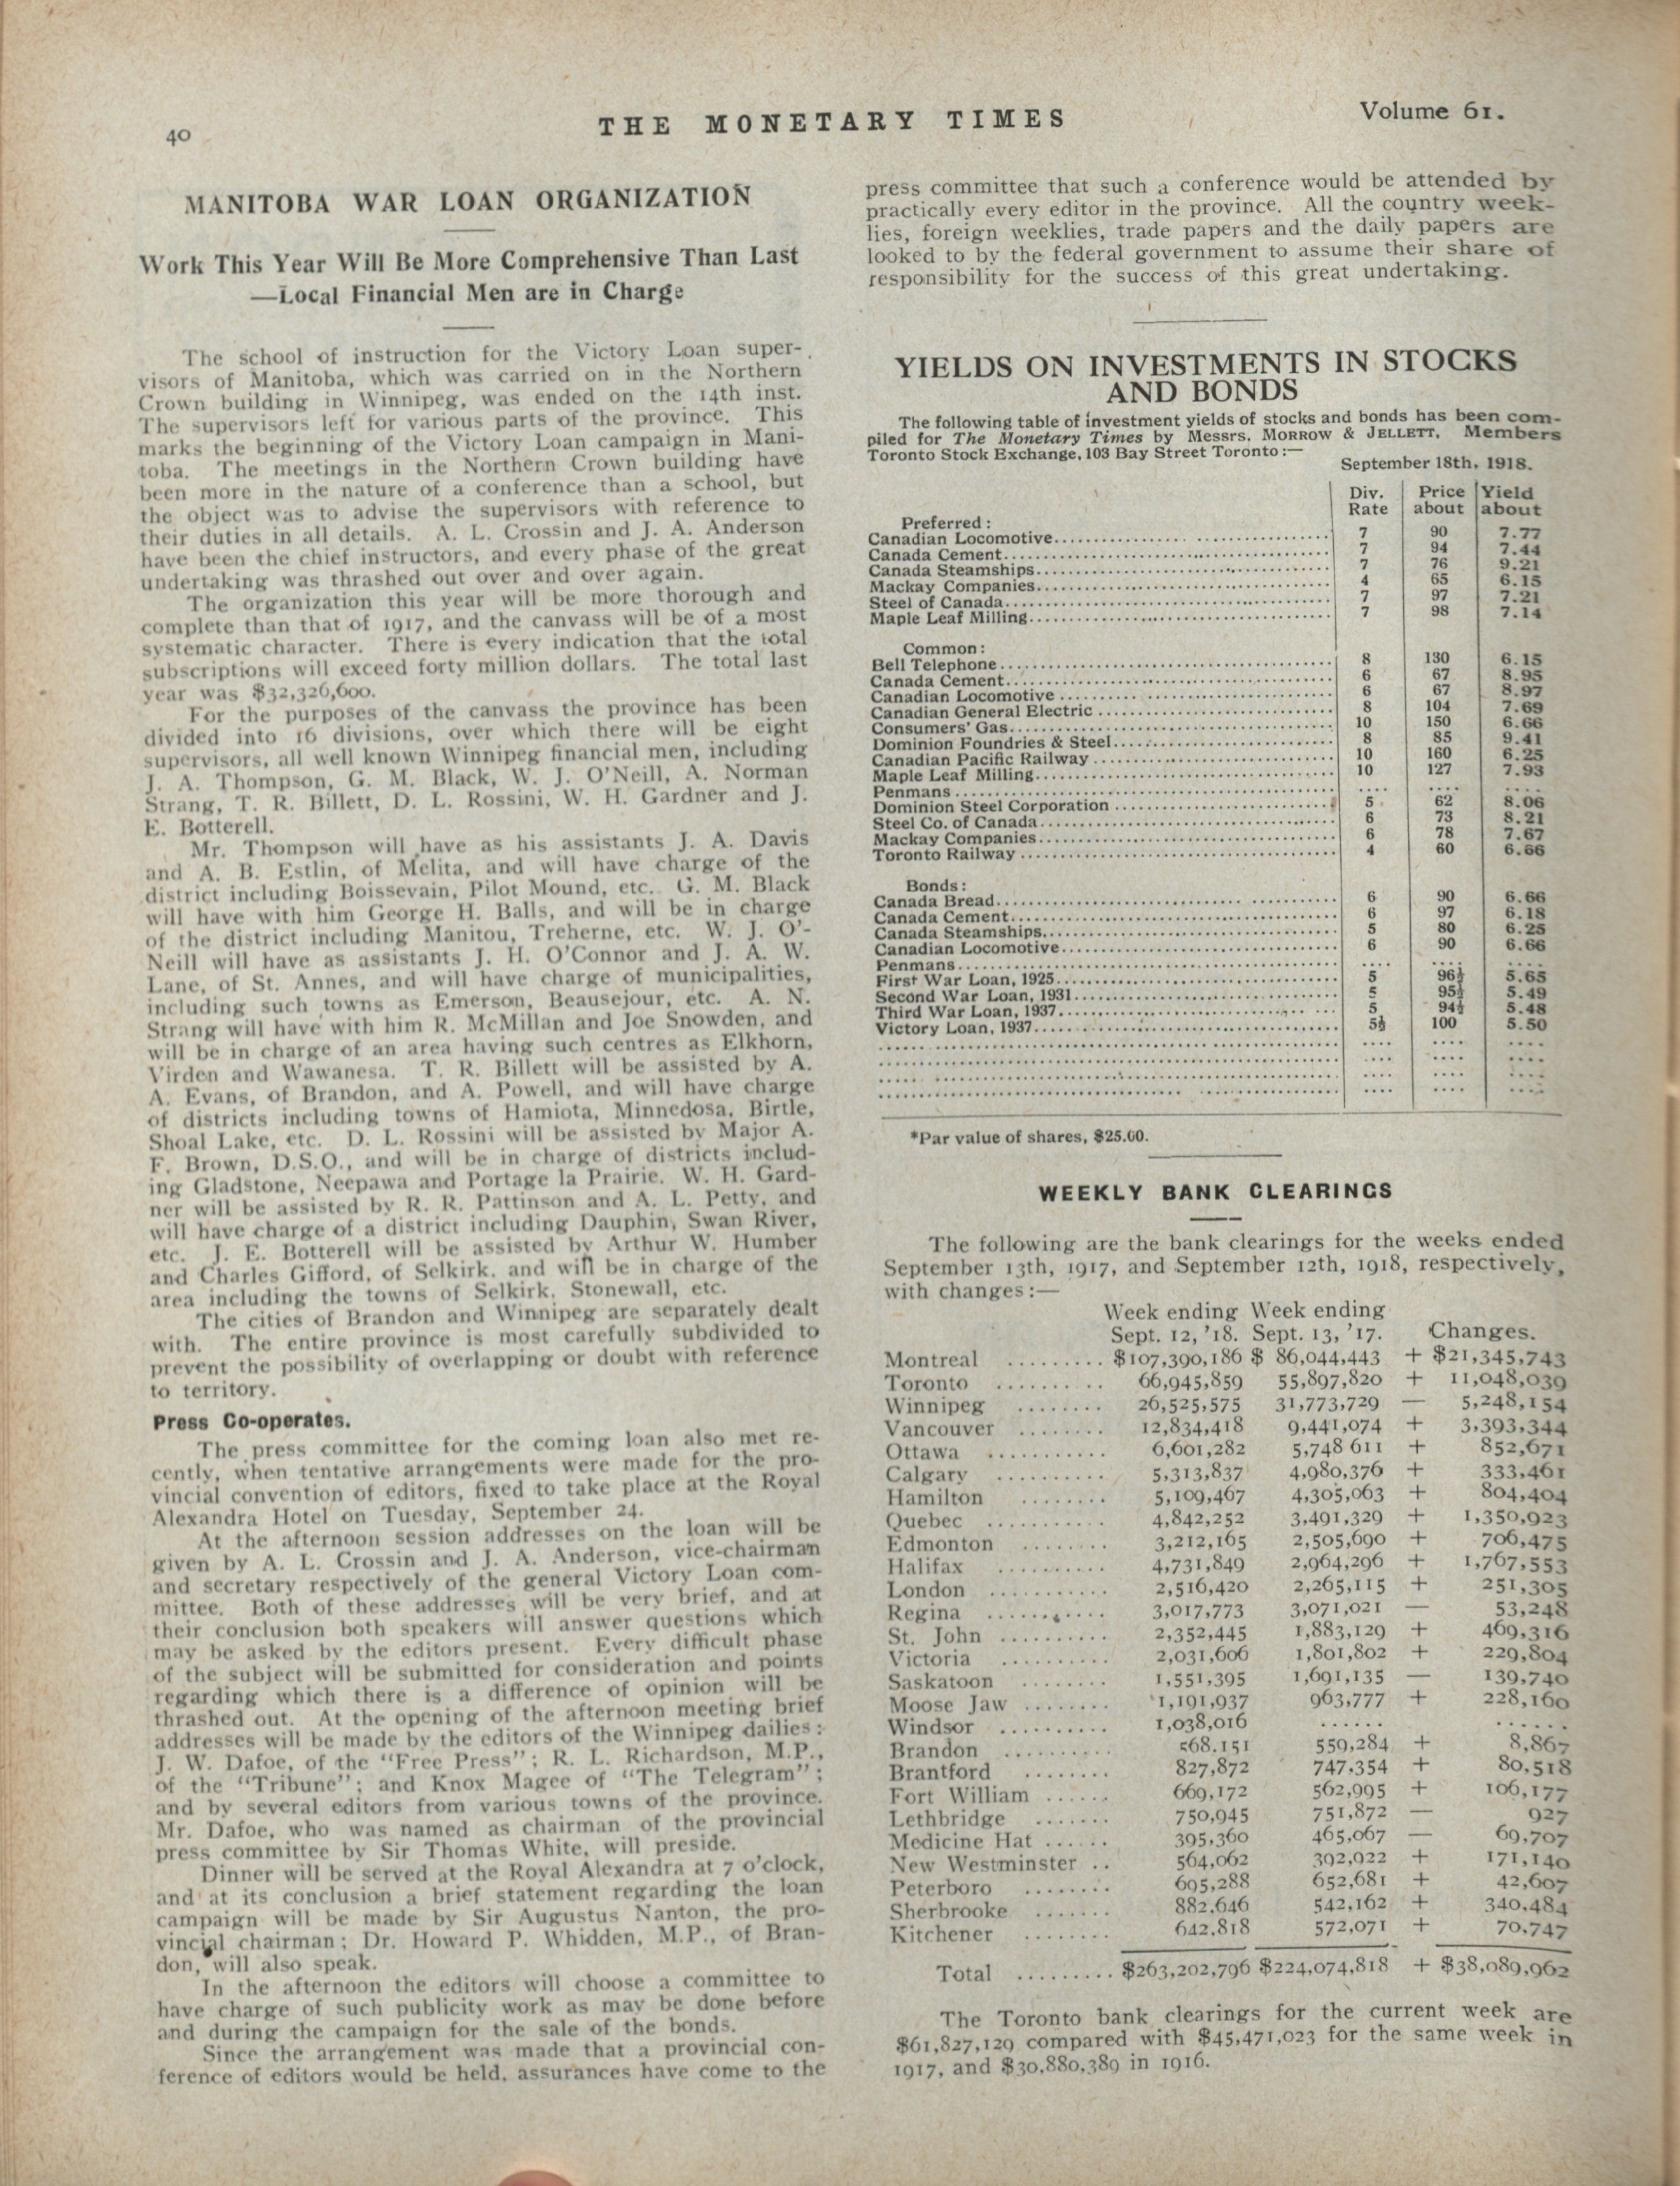 40
THE MONETARY TIMES
Volume 61.
MANITOBA WAR LOAN ORGANIZATION
Work This Year Will Be More Comprehensive Than Last
—Local Financial Men are in Charge
The school of instruction for the Victory Loan super-
visors of Manitoba, which was carried on in the Northern
Crown building in Winnipeg, was ended on the 14th inst.
The supervisors left for various parts of the province. This
marks the beginning of the Victory Loan campaign in Mani-
toba. The meetings in the Northern Crown building have
been more in the nature of a conference than a school, but
the object was to advise the supervisors with reference to
their duties in all details. A. L. Crossin and J. A. Anderson
have been the chief instructors, and every phase of the great
undertaking was thrashed out over and over again.
The organization this year will be more thorough and
complete than that of 1917, and the canvass will be of a most
systematic character. There is every indication that the total
subscriptions will exceed forty million dollars. The total last
year was $32,326,600.
For the purposes of the canvass the province has been
divided into 16 divisions, over which there will be eight
supervisors, all well known Winnipeg financial men, including
J. A. Thompson, G. M. Black, W. J. O'Neill, A. Norman
Strang, T. R. Billett, D. L. Rossini, W. H. Gardner and J.
E. Botterell.
Mr. Thompson will have as his assistants J. A. Davis
and A. B. Estlin, of Melita, and will have charge of the
district including Boissevain, Pilot Mound, etc. G. M. Black
will have with him George H. Balls, and will be in charge
of the district including Manitou, Treherne, etc. W. J. O'-
Neill will have as assistants J. H. O'Connor and J. A. W.
Lane, of St. Annes, and will have charge of municipalities,
including such towns as Emerson, Beausejour, etc. A. N.
Strang will have with him R. McMillan and Joe Snowden, and
will be in charge of an area having such centres as Elkhorn,
Virden and Wawanesa. T. R. Billett will be assisted by A.
A. Evans, of Brandon, and A. Powell, and will have charge
of districts including towns of Hamiota, Minnedosa, Birtle,
Shoal Lake, etc. D. L. Rossini will be assisted by Major A.
F. Brown, D.S.O., and will be in charge of districts includ-
ing Gladstone, Neepawa and Portage la Prairie. W. H. Gard-
ner will be assisted by R. R. Pattinson and A. L. Petty, and
will have charge of a district including Dauphin, Swan River,
etc. J. E. Botterell will be assisted by Arthur W. Humber
and Charles Gifford, of Selkirk, and will be in charge of the
area including the towns of Selkirk, Stonewall, etc.
The cities of Brandon and Winnipeg are separately dealt
with. The entire province is most carefully subdivided to
prevent the possibility of overlapping or doubt with reference
to territory.
Press Co-operates.
The press committee for the coming loan also met re-
cently, when tentative arrangements were made for the pro-
vincial convention of editors, fixed to take place at the Royal
Alexandra Hotel on Tuesday, September 24.
At the afternoon session addresses on the loan will be
given by A. L. Crossin and J. A. Anderson, vice-chairman
and secretary respectively of the general Victory Loan com-
mittee. Both of these addresses will be very brief, and at
their conclusion both speakers will answer questions which
may be asked by the editors present. Every difficult phase
of the subject will be submitted for consideration and points
regarding which there is a difference of opinion will be
thrashed out. At the opening of the afternoon meeting brief
addresses will be made by the editors of the Winnipeg dailies:
J. W. Dafoe, of the "Free Press"; R. L. Richardson, M.P.,
of the "Tribune"; and Knox Magee of "The Telegram";
and by several editors from various towns of the province.
Mr. Dafoe, who was named as chairman of the provincial
press committee by Sir Thomas White, will preside.
Dinner will be served at the Royal Alexandra at 7 o'clock,
and at its conclusion a brief statement regarding the loan
campaign will be made by Sir Augustus Nanton, the pro-
vincial chairman; Dr. Howard P. Whidden, M.P., of Bran-
don, will also speak.
In the afternoon the editors will choose a committee to
have charge of such publicity work as may be done before
and during the campaign for the sale of the bonds.
Since the arrangement was made that a provincial con-
ference of editors would be held, assurances have come to the
press committee that such a conference would be attended by
practically every editor in the province. All the country week-
lies, foreign weeklies, trade papers and the daily papers are
looked to by the federal government to assume their share of
responsibility for the success of this great undertaking.
YIELDS ON INVESTMENTS IN STOCKS
AND BONDS
The following table of investment yields of stocks and bonds has been com-
piled for The Monetary Times by Messrs. MORROW & JELLETT, Members
Toronto Stock Exchange, 103 Bay Street Toronto:—
September 18th, 1918.
Div. Price Yield
Rate about about
Preferred:
Canadian Locomotive 7 90 7.77
Canada Cement 7 94 7.44
Canada Steamships 7 76 9.21
Mackay Companies 4 65 6.15
Steel of Canada 7 97 7.21
Maple Leaf Milling 7 98 7.14
Common:
Bell Telephone 8 130 6.15
Canada Cement 6 67 8.95
Canadian Locomotive 6 67 8.97
Canadian General Electric 8 104 7.69
Consumers' Gas 10 150 6.66
Dominion Foundries & Steel 8 85 9.41
Canadian Pacific Railway 10 160 6.25
Maple Leaf Milling 10 127 7.93
Penmans .... .... ....
Dominion Steel Corporation 5 62 8.06
Steel Co. of Canada 6 73 8.21
Mackay Companies 6 78 7.67
Toronto Railway 4 60 6.66
Bonds:
Canada Bread 6 90 6.66
Canada Cement 6 97 6.18
Canada Steamships 5 80 6.25
Canadian Locomotive 6 90 6.66
Penmans .... .... ....
First War Loan, 1925 5 96½ 5.65
Second War Loan, 1931 5 95½ 5.49
Third War Loan, 1937 5 94½ 5.48
Victory Loan, 1937 5½ 100 5.50
*Par value of shares, $25.00.
WEEKLY BANK CLEARINGS
The following are the bank clearings for the weeks ended
September 13th, 1917, and September 12th, 1918, respectively,
with changes:—
Week ending Week ending
Sept. 12, '18. Sept. 13, '17. Changes.
Montreal ......... $107,390,186 $ 86,044,443 + $21,345,743
Toronto .......... 66,945,859 55,897,820 + 11,048,039
Winnipeg ........ 26,525,575 31,773,729 — 5,248,154
Vancouver ....... 12,834,418 9,441,074 + 3,393,344
Ottawa ........... 6,601,282 5,748 611 + 852,671
Calgary .......... 5,313,837 4,980,376 + 333,461
Hamilton ........ 5,109,467 4,305,063 + 804,404
Quebec ........... 4,842,252 3,491,329 + 1,350,923
Edmonton ........ 3,212,165 2,505,690 + 706,475
Halifax .......... 4,731,849 2,964,296 + 1,767,553
London ........... 2,516,420 2,265,115 + 251,305
Regina ........... 3,017,773 3,071,021 — 53,248
St. John .......... 2,352,445 1,883,129 + 469,316
Victoria .......... 2,031,606 1,801,802 + 229,804
Saskatoon ........ 1,551,395 1,691,135 — 139,740
Moose Jaw ........ 1,191,937 963,777 + 228,160
Windsor .......... 1,038,016 ...... ......
Brandon .......... 568,151 559,284 + 8,867
Brantford ........ 827,872 747,354 + 80,518
Fort William ...... 669,172 562,995 + 106,177
Lethbridge ....... 750,945 751,872 — 927
Medicine Hat ...... 395,360 465,067 — 69,707
New Westminster .. 564,062 392,922 + 171,140
Peterboro ........ 695,288 652,681 + 42,607
Sherbrooke ....... 882,646 542,162 + 340,484
Kitchener ........ 642,818 572,071 + 70,747
Total ......... $263,202,796 $224,074,818 + $38,089,962
The Toronto bank clearings for the current week are
$61,827,129 compared with $45,471,023 for the same week in
1917, and $30,880,389 in 1916.